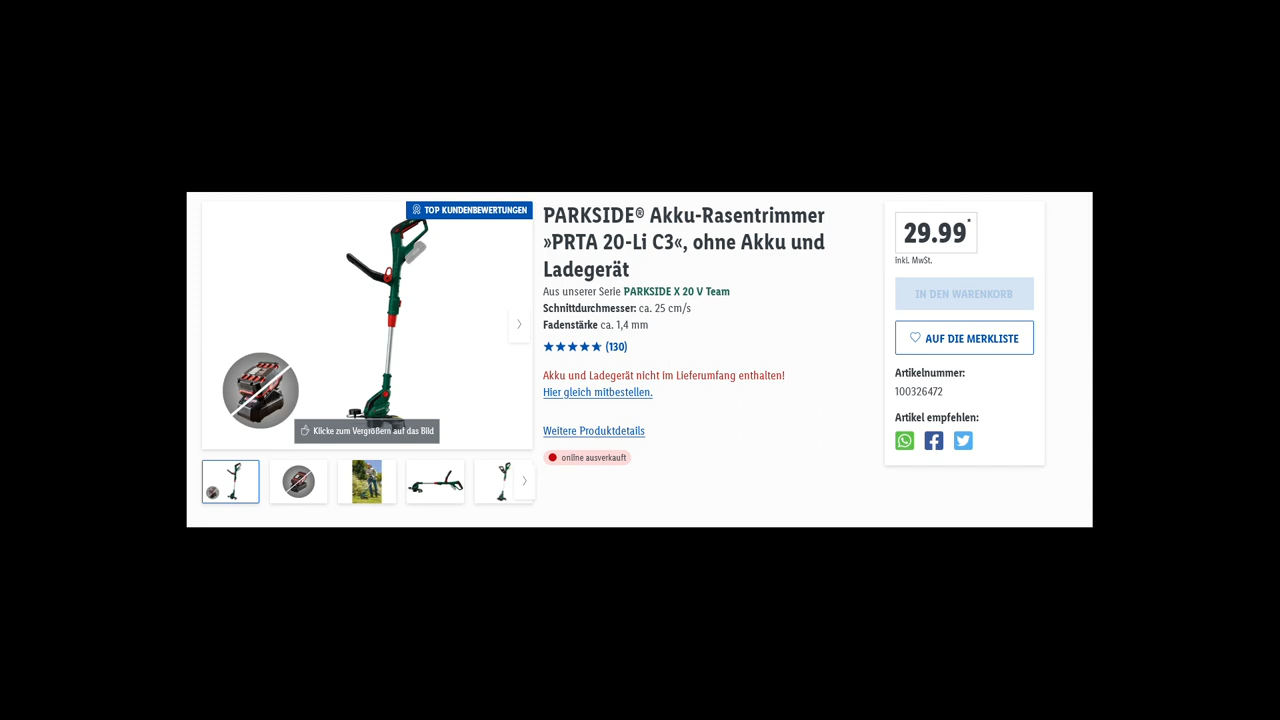 TOP KUNDENBEWERTUNGEN
Klicke zum Vergrößern auf das Bild
PARKSIDE® Akku-Rasentrimmer
»PRTA 20-Li C3«, ohne Akku und
Ladegerät
Aus unserer Serie PARKSIDE X 20 V Team
Schnittdurchmesser: ca. 25 cm/s
Fadenstärke ca. 1,4 mm
(130)
Akku und Ladegerät nicht im Lieferumfang enthalten!
Hier gleich mitbestellen.
Weitere Produktdetails
online ausverkauft
29.99*
Inkl. MwSt.
IN DEN WARENKORB
AUF DIE MERKLISTE
Artikelnummer:
100326472
Artikel empfehlen: